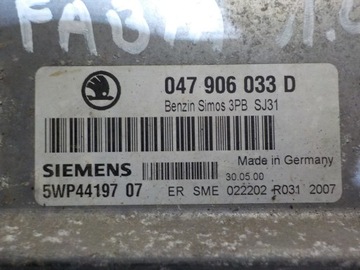 FABIA 1.0
047 906 033 D
Benzin Simos 3PB SJ31
SIEMENS
Made in Germany
5WP44197 07
30.05.00
ER SME 022202 R031 2007